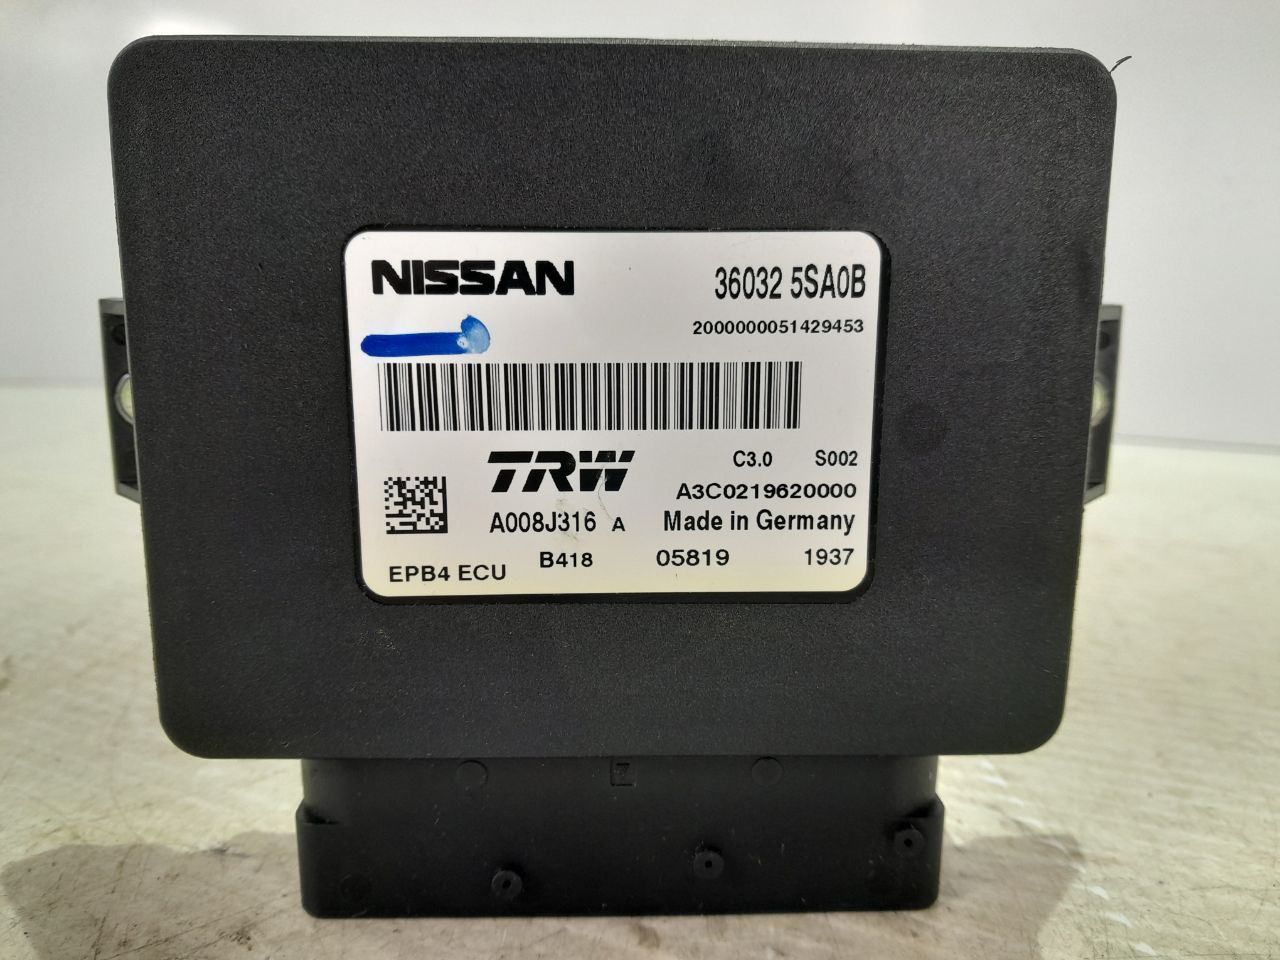 NISSAN 36032 5SA0B
2000000051429453
TRW C3.0 S002
A3C0219620000
A008J316 A Made in Germany
EPB4 ECU B418 05819 1937